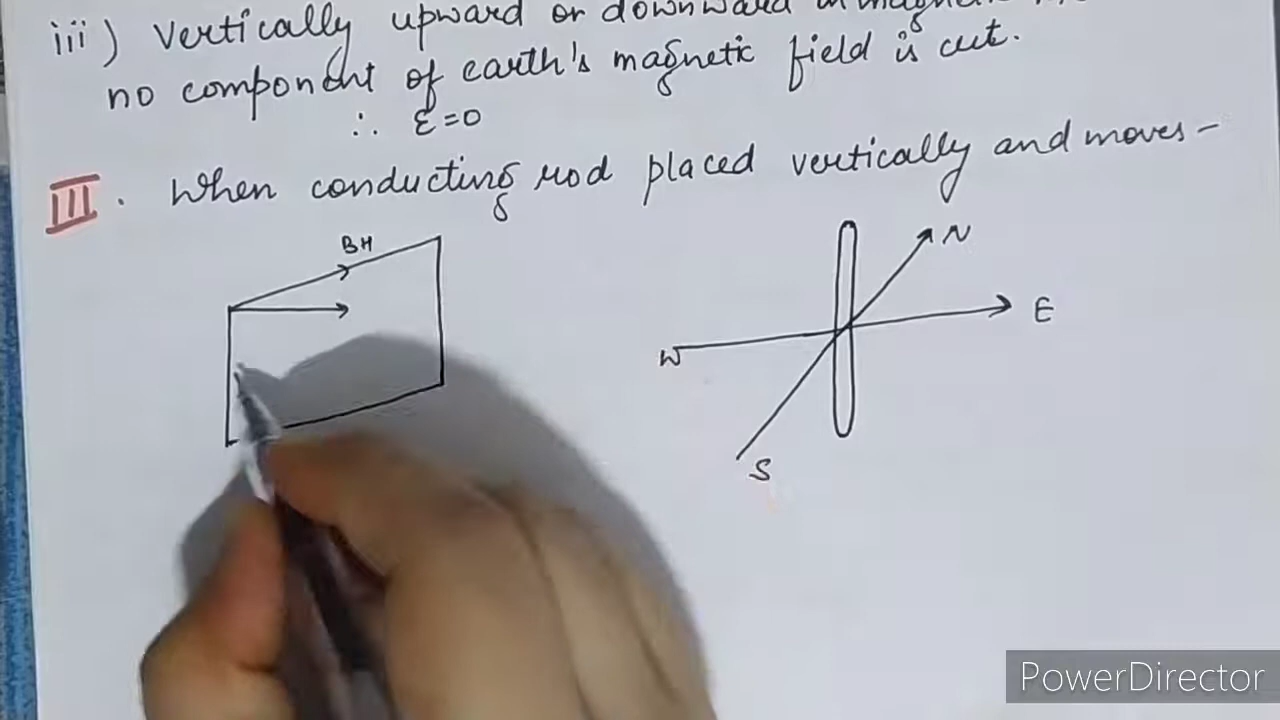 iii) Vertically upward or downward in
no component of earth's magnetic field is cut.
∴ ε=0
III. When conducting rod placed vertically and moves-
BH
N
W
E
S
PowerDirector